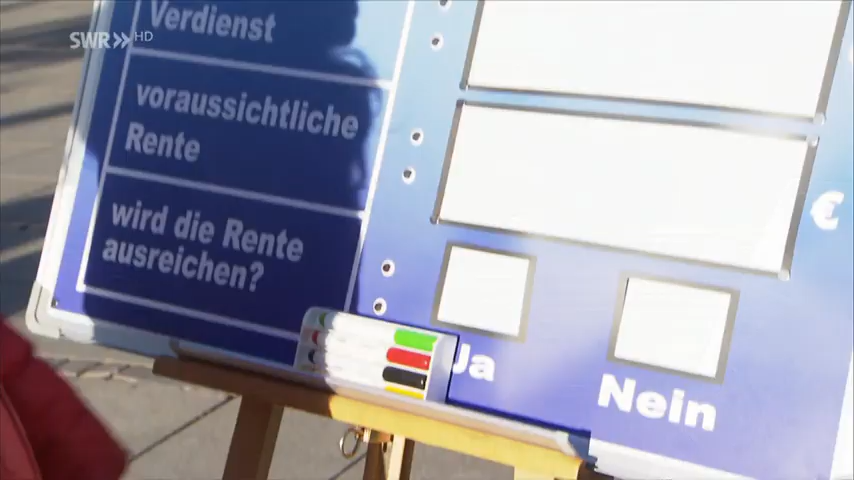 SWR» HD
Verdienst
voraussichtliche
Rente
€
wird die Rente
ausreichen?
Ja
Nein